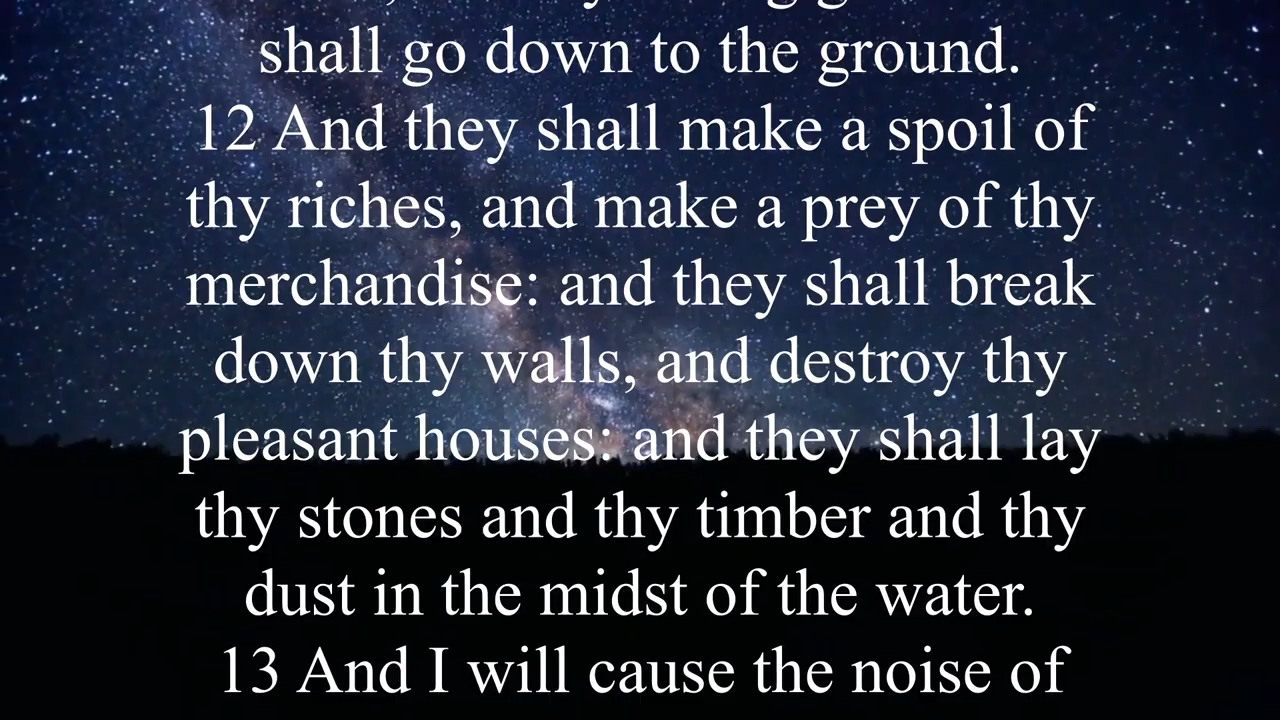 shall go down to the ground.
12 And they shall make a spoil of
thy riches, and make a prey of thy
merchandise: and they shall break
down thy walls, and destroy thy
pleasant houses: and they shall lay
thy stones and thy timber and thy
dust in the midst of the water.
13 And I will cause the noise of